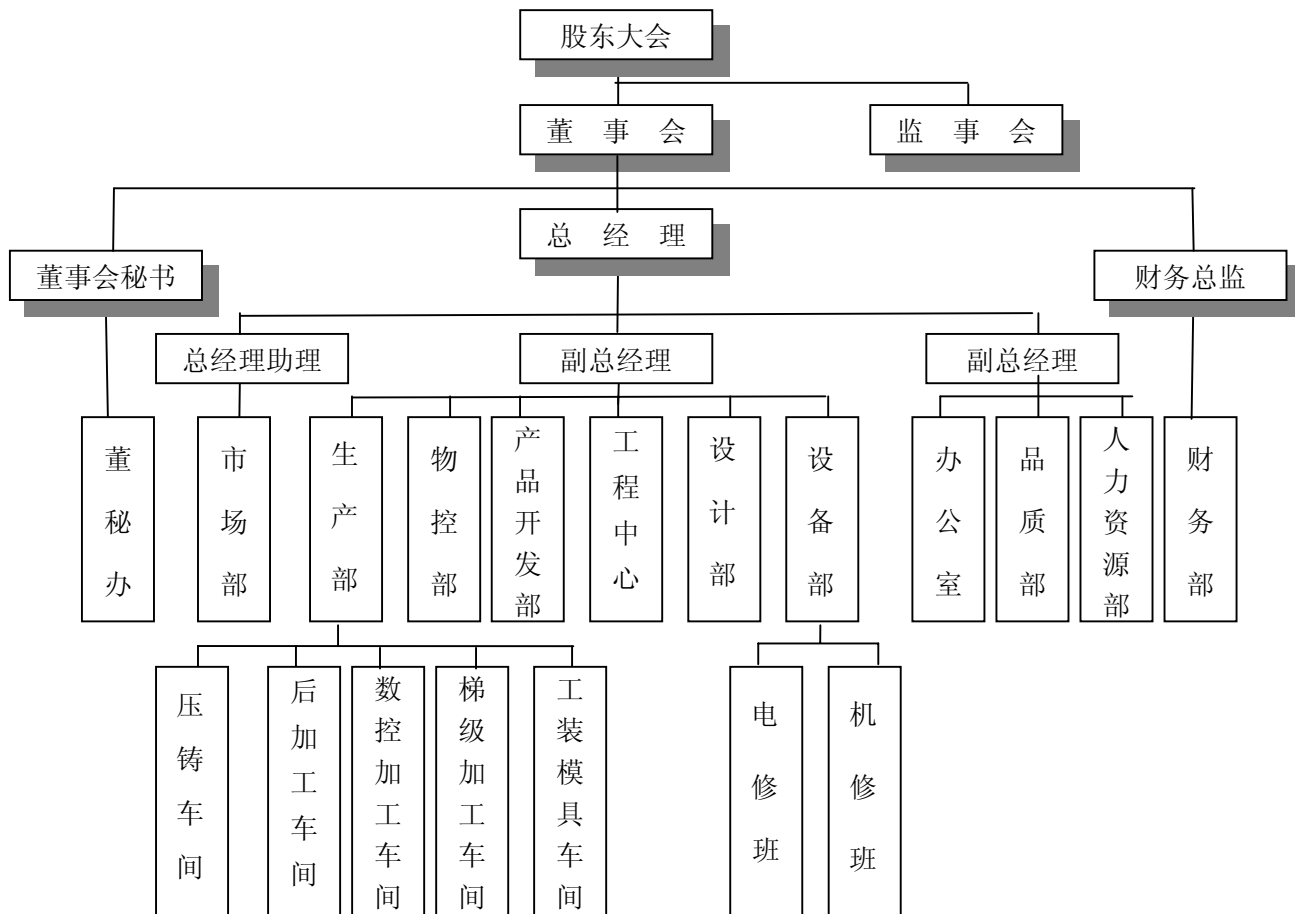 股东大会
董 事 会
监 事 会
总 经 理
董事会秘书
财务总监
总经理助理
副总经理
副总经理
董秘办
市场部
生产部
物控部
产品开发部
工程中心
设计部
设备部
办公室
品质部
人力资源部
财务部
压铸车间
后加工车间
数控加工车间
梯级加工车间
工装模具车间
电修班
机修班